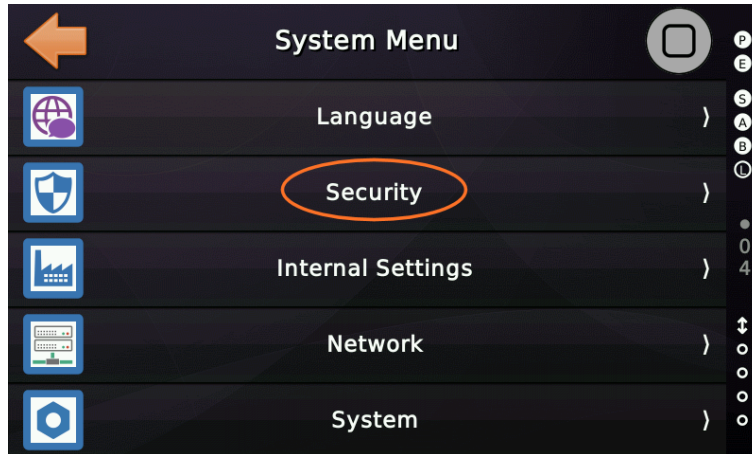 System Menu
Language
Security
Internal Settings
Network
System
P
E
S
A
B
L
0
4